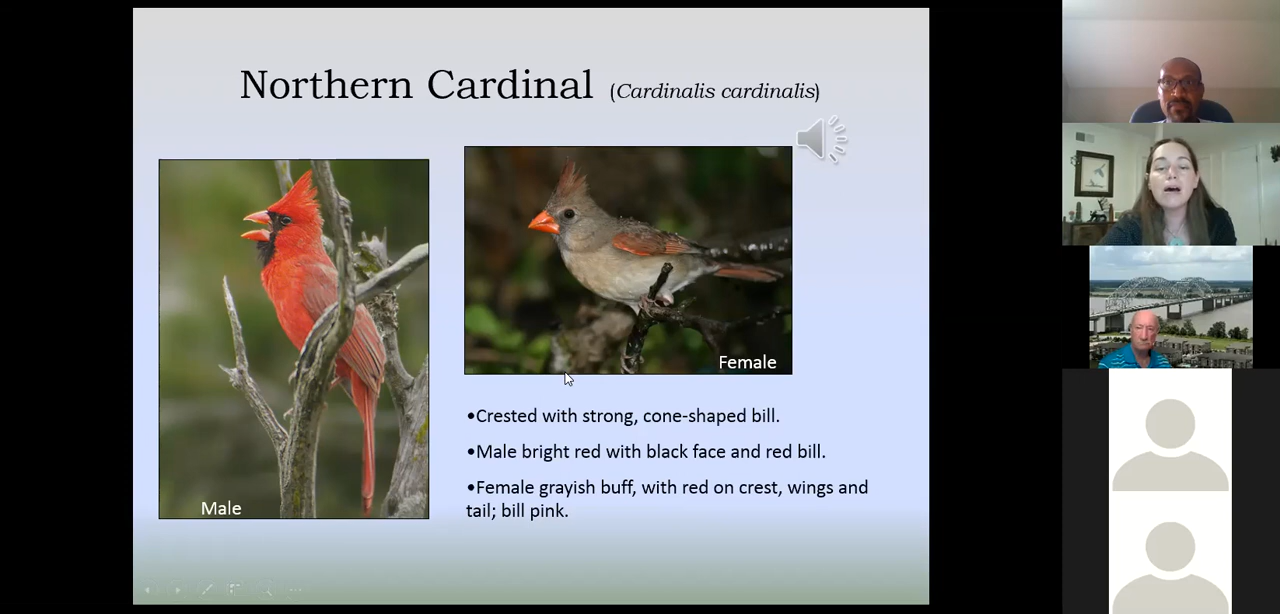 Northern Cardinal (Cardinalis cardinalis)
Male
Female
•Crested with strong, cone-shaped bill.
•Male bright red with black face and red bill.
•Female grayish buff, with red on crest, wings and
tail; bill pink.